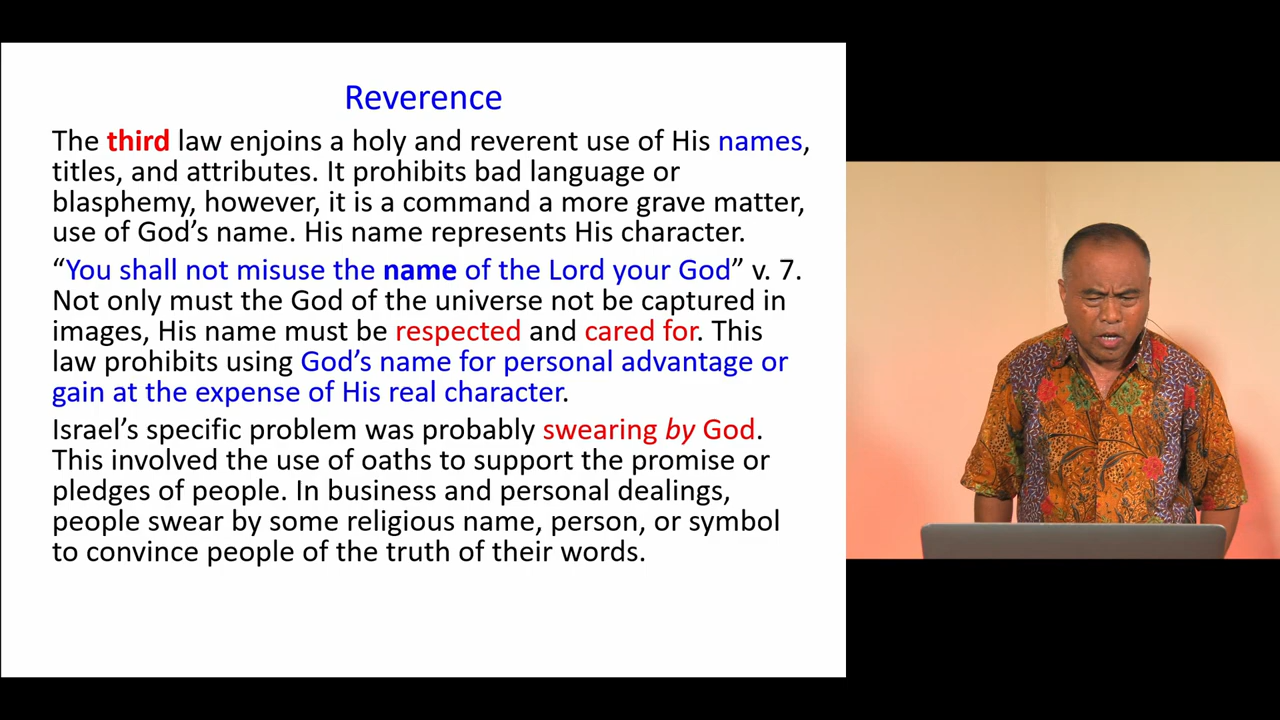 Reverence
The third law enjoins a holy and reverent use of His names,
titles, and attributes. It prohibits bad language or
blasphemy, however, it is a command a more grave matter,
use of God’s name. His name represents His character.
“You shall not misuse the name of the Lord your God” v. 7.
Not only must the God of the universe not be captured in
images, His name must be respected and cared for. This
law prohibits using God’s name for personal advantage or
gain at the expense of His real character.
Israel’s specific problem was probably swearing by God.
This involved the use of oaths to support the promise or
pledges of people. In business and personal dealings,
people swear by some religious name, person, or symbol
to convince people of the truth of their words.